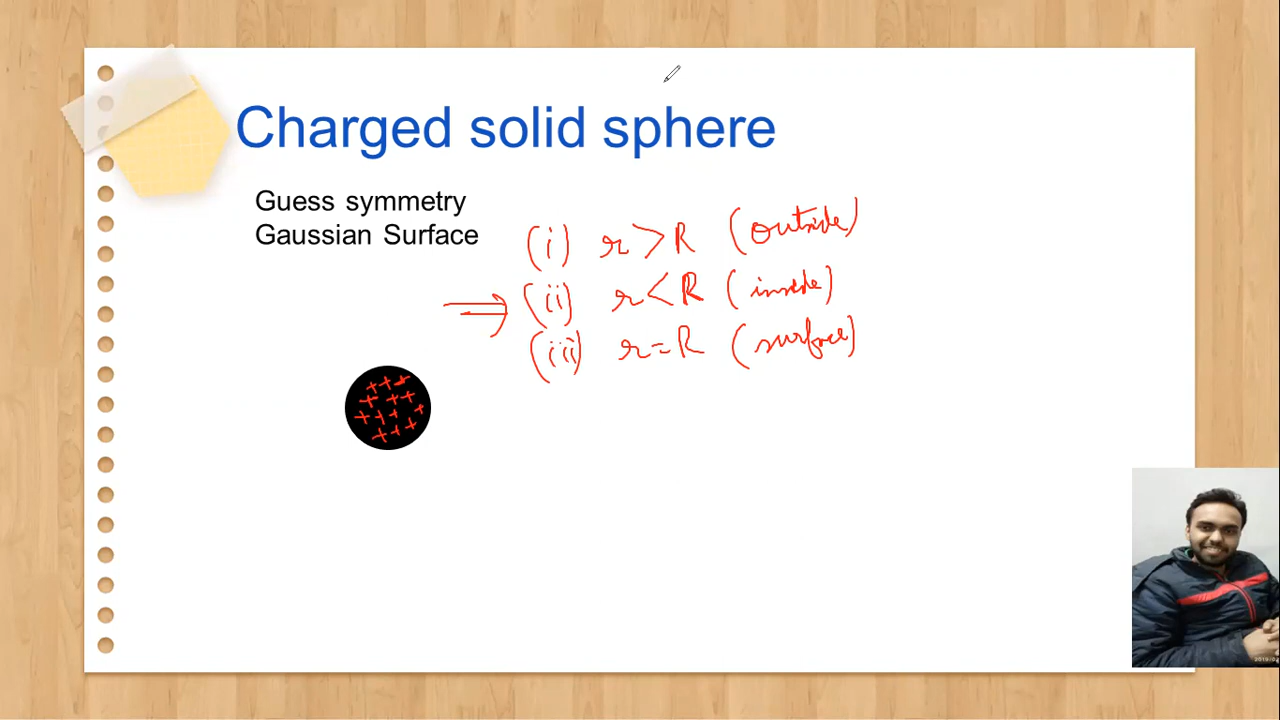 Charged solid sphere
Guess symmetry
Gaussian Surface
(i) r > R (outside)
(ii) r < R (inside)
(iii) r = R (surface)